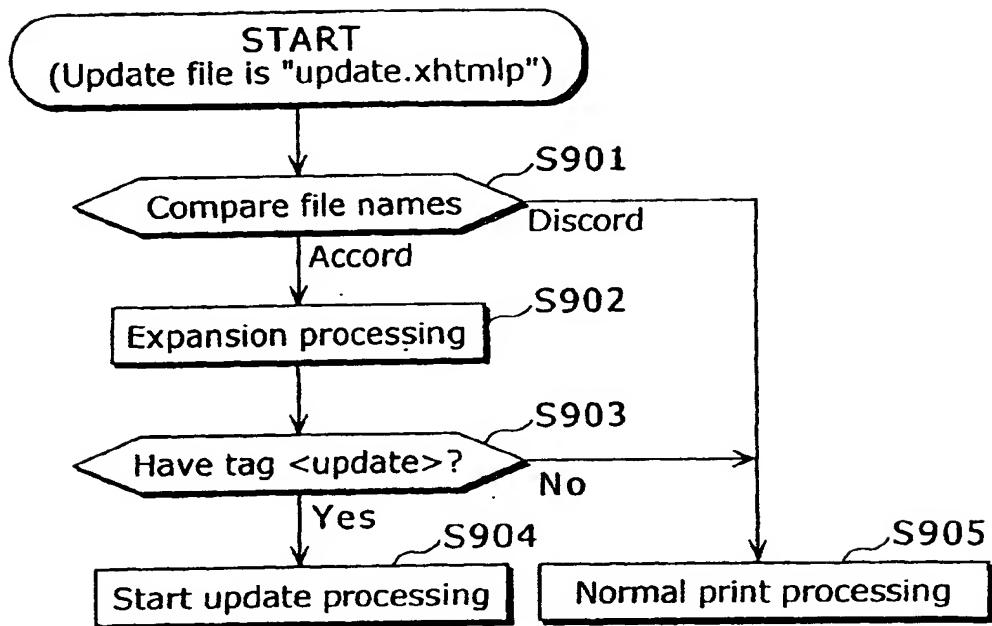 START
(Update file is "update.xhtmlp")
S901
Compare file names
Discord
Accord
S902
Expansion processing
S903
Have tag <update>?
No
Yes
S904
Start update processing
S905
Normal print processing